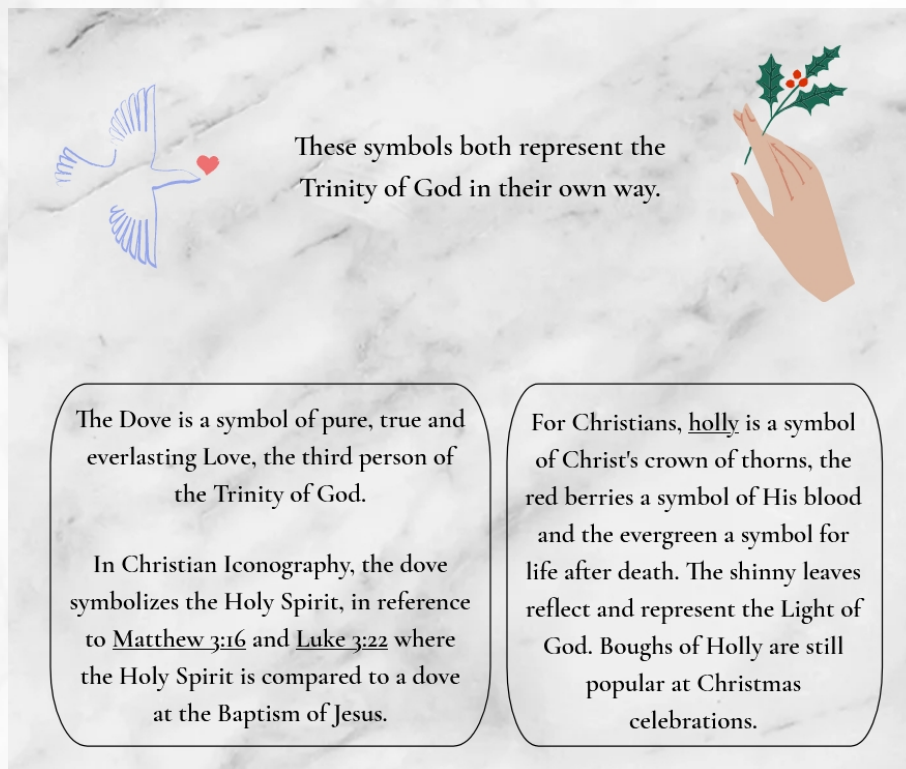 These symbols both represent the
Trinity of God in their own way.
The Dove is a symbol of pure, true and
everlasting Love, the third person of
the Trinity of God.
In Christian Iconography, the dove
symbolizes the Holy Spirit, in reference
to Matthew 3:16 and Luke 3:22 where
the Holy Spirit is compared to a dove
at the Baptism of Jesus.
For Christians, holly is a symbol
of Christ's crown of thorns, the
red berries a symbol of His blood
and the evergreen a symbol for
life after death. The shinny leaves
reflect and represent the Light of
God. Boughs of Holly are still
popular at Christmas
celebrations.